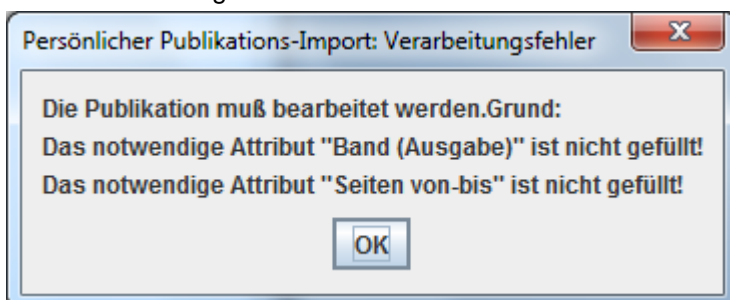 Persönlicher Publikations-Import: Verarbeitungsfehler
Die Publikation muß bearbeitet werden.Grund:
Das notwendige Attribut "Band (Ausgabe)" ist nicht gefüllt!
Das notwendige Attribut "Seiten von-bis" ist nicht gefüllt!
OK